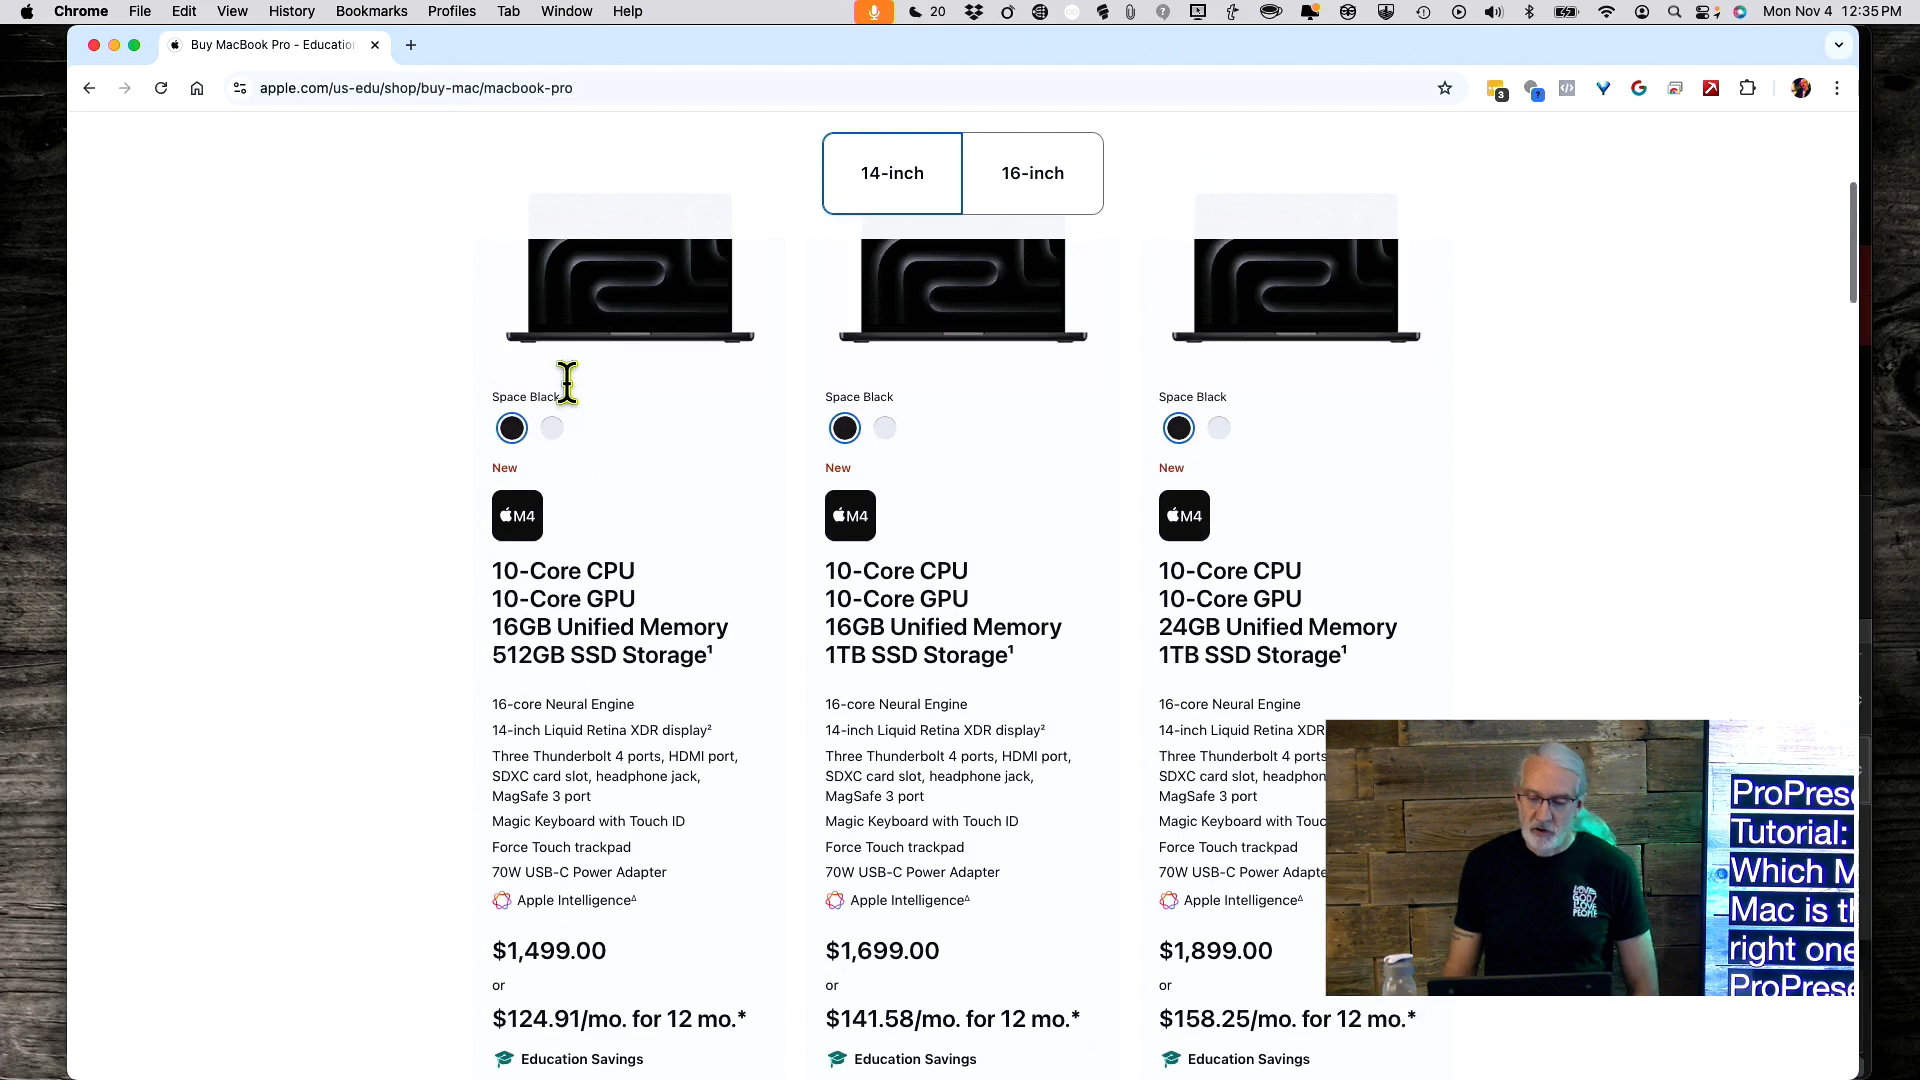 Chrome File Edit View History Bookmarks Profiles Tab Window Help 20 Mon Nov 4 12:35 PM
Buy MacBook Pro - Educatio
apple.com/us-edu/shop/buy-mac/macbook-pro 3 ?
14-inch 16-inch
Space Black
New
M4
10-Core CPU
10-Core GPU
16GB Unified Memory
512GB SSD Storage¹
16-core Neural Engine
14-inch Liquid Retina XDR display²
Three Thunderbolt 4 ports, HDMI port,
SDXC card slot, headphone jack,
MagSafe 3 port
Magic Keyboard with Touch ID
Force Touch trackpad
70W USB-C Power Adapter
Apple Intelligence∆
$1,499.00
or
$124.91/mo. for 12 mo.*
Education Savings
Space Black
New
M4
10-Core CPU
10-Core GPU
16GB Unified Memory
1TB SSD Storage¹
16-core Neural Engine
14-inch Liquid Retina XDR display²
Three Thunderbolt 4 ports, HDMI port,
SDXC card slot, headphone jack,
MagSafe 3 port
Magic Keyboard with Touch ID
Force Touch trackpad
70W USB-C Power Adapter
Apple Intelligence∆
$1,699.00
or
$141.58/mo. for 12 mo.*
Education Savings
Space Black
New
M4
10-Core CPU
10-Core GPU
24GB Unified Memory
1TB SSD Storage¹
16-core Neural Engine
14-inch Liquid Retina XDR
Three Thunderbolt 4 ports
SDXC card slot, headphon
MagSafe 3 port
Magic Keyboard with Touc
Force Touch trackpad
70W USB-C Power Adapte
Apple Intelligence∆
$1,899.00
or
$158.25/mo. for 12 mo.*
Education Savings
LOVE
GOD
LOVE
PEOPLE
ProPrese
Tutorial:
Which M
Mac is th
right one
ProPrese